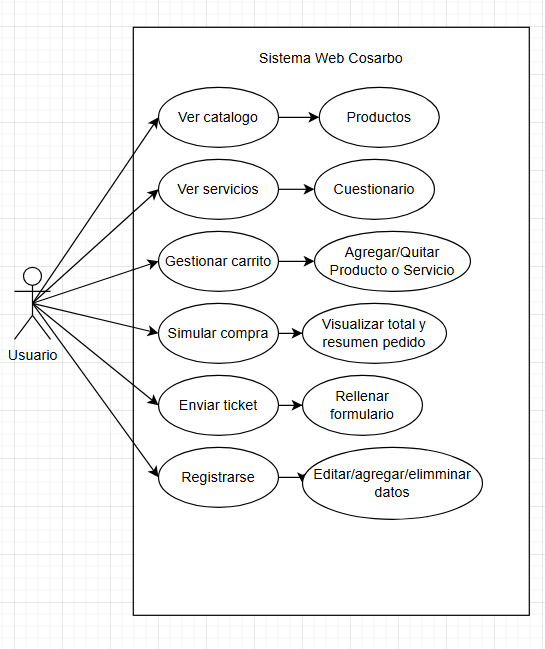 Sistema Web Cosarbo
Ver catalogo
Productos
Ver servicios
Cuestionario
Gestionar carrito
Agregar/Quitar
Producto o Servicio
Simular compra
Visualizar total y
resumen pedido
Usuario
Enviar ticket
Rellenar
formulario
Registrarse
Editar/agregar/elimminar
datos